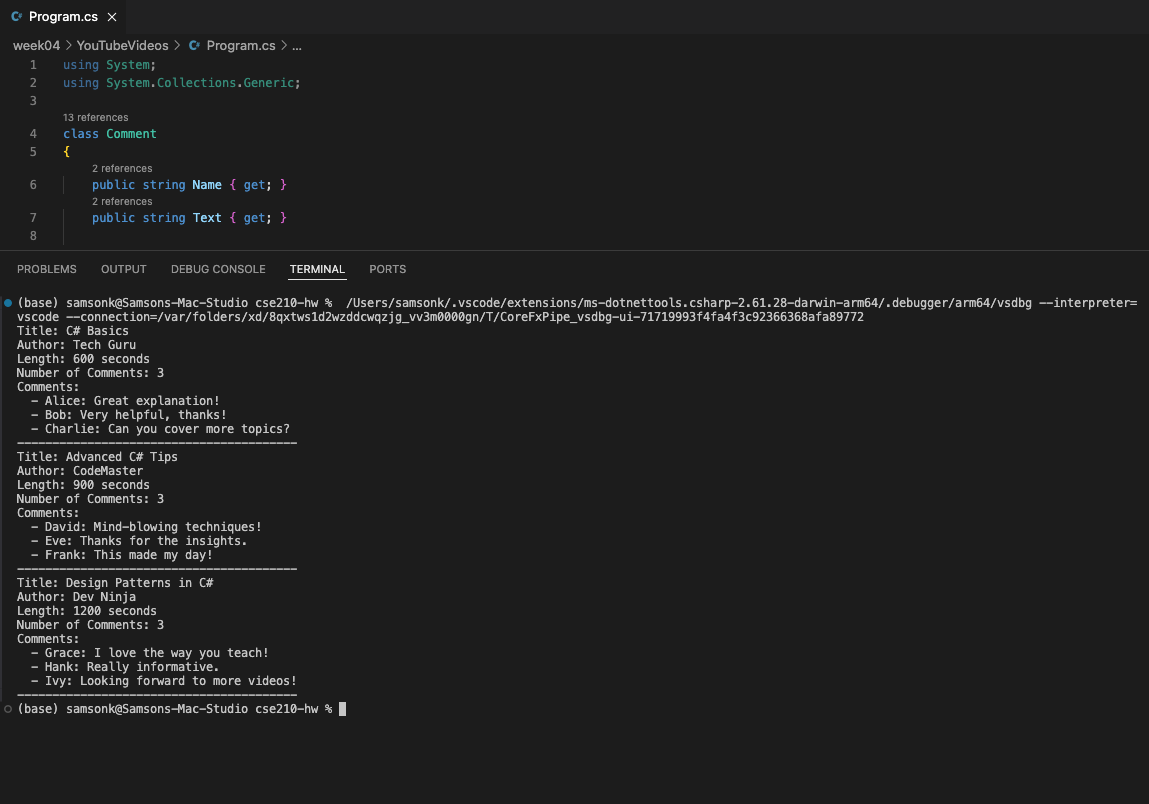 C# Program.cs ×
week04 > YouTubeVideos > C# Program.cs > ...
1 using System;
2 using System.Collections.Generic;
3
13 references
4 class Comment
5 {
2 references
6 public string Name { get; }
2 references
7 public string Text { get; }
8
PROBLEMS OUTPUT DEBUG CONSOLE TERMINAL PORTS
(base) samsonk@Samsons-Mac-Studio cse210-hw % /Users/samsonk/.vscode/extensions/ms-dotnettools.csharp-2.61.28-darwin-arm64/.debugger/arm64/vsdbg --interpreter=
vscode --connection=/var/folders/xd/8qxtws1d2wzddcwqzjg_vv3m0000gn/T/CoreFxPipe_vsdbg-ui-71719993f4fa4f3c92366368afa89772
Title: C# Basics
Author: Tech Guru
Length: 600 seconds
Number of Comments: 3
Comments:
  - Alice: Great explanation!
  - Bob: Very helpful, thanks!
  - Charlie: Can you cover more topics?
----------------------------------------
Title: Advanced C# Tips
Author: CodeMaster
Length: 900 seconds
Number of Comments: 3
Comments:
  - David: Mind-blowing techniques!
  - Eve: Thanks for the insights.
  - Frank: This made my day!
----------------------------------------
Title: Design Patterns in C#
Author: Dev Ninja
Length: 1200 seconds
Number of Comments: 3
Comments:
  - Grace: I love the way you teach!
  - Hank: Really informative.
  - Ivy: Looking forward to more videos!
----------------------------------------
(base) samsonk@Samsons-Mac-Studio cse210-hw %